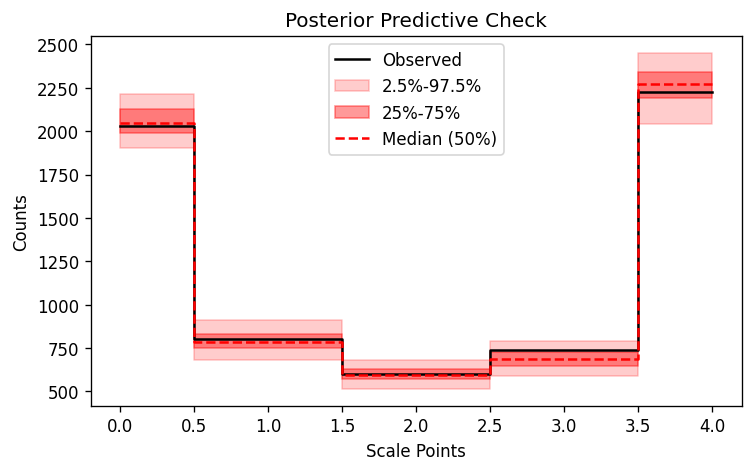 Posterior Predictive Check
Observed
2.5%-97.5%
25%-75%
Median (50%)
Counts
2500
2250
2000
1750
1500
1250
1000
750
500
0.0 0.5 1.0 1.5 2.0 2.5 3.0 3.5 4.0
Scale Points